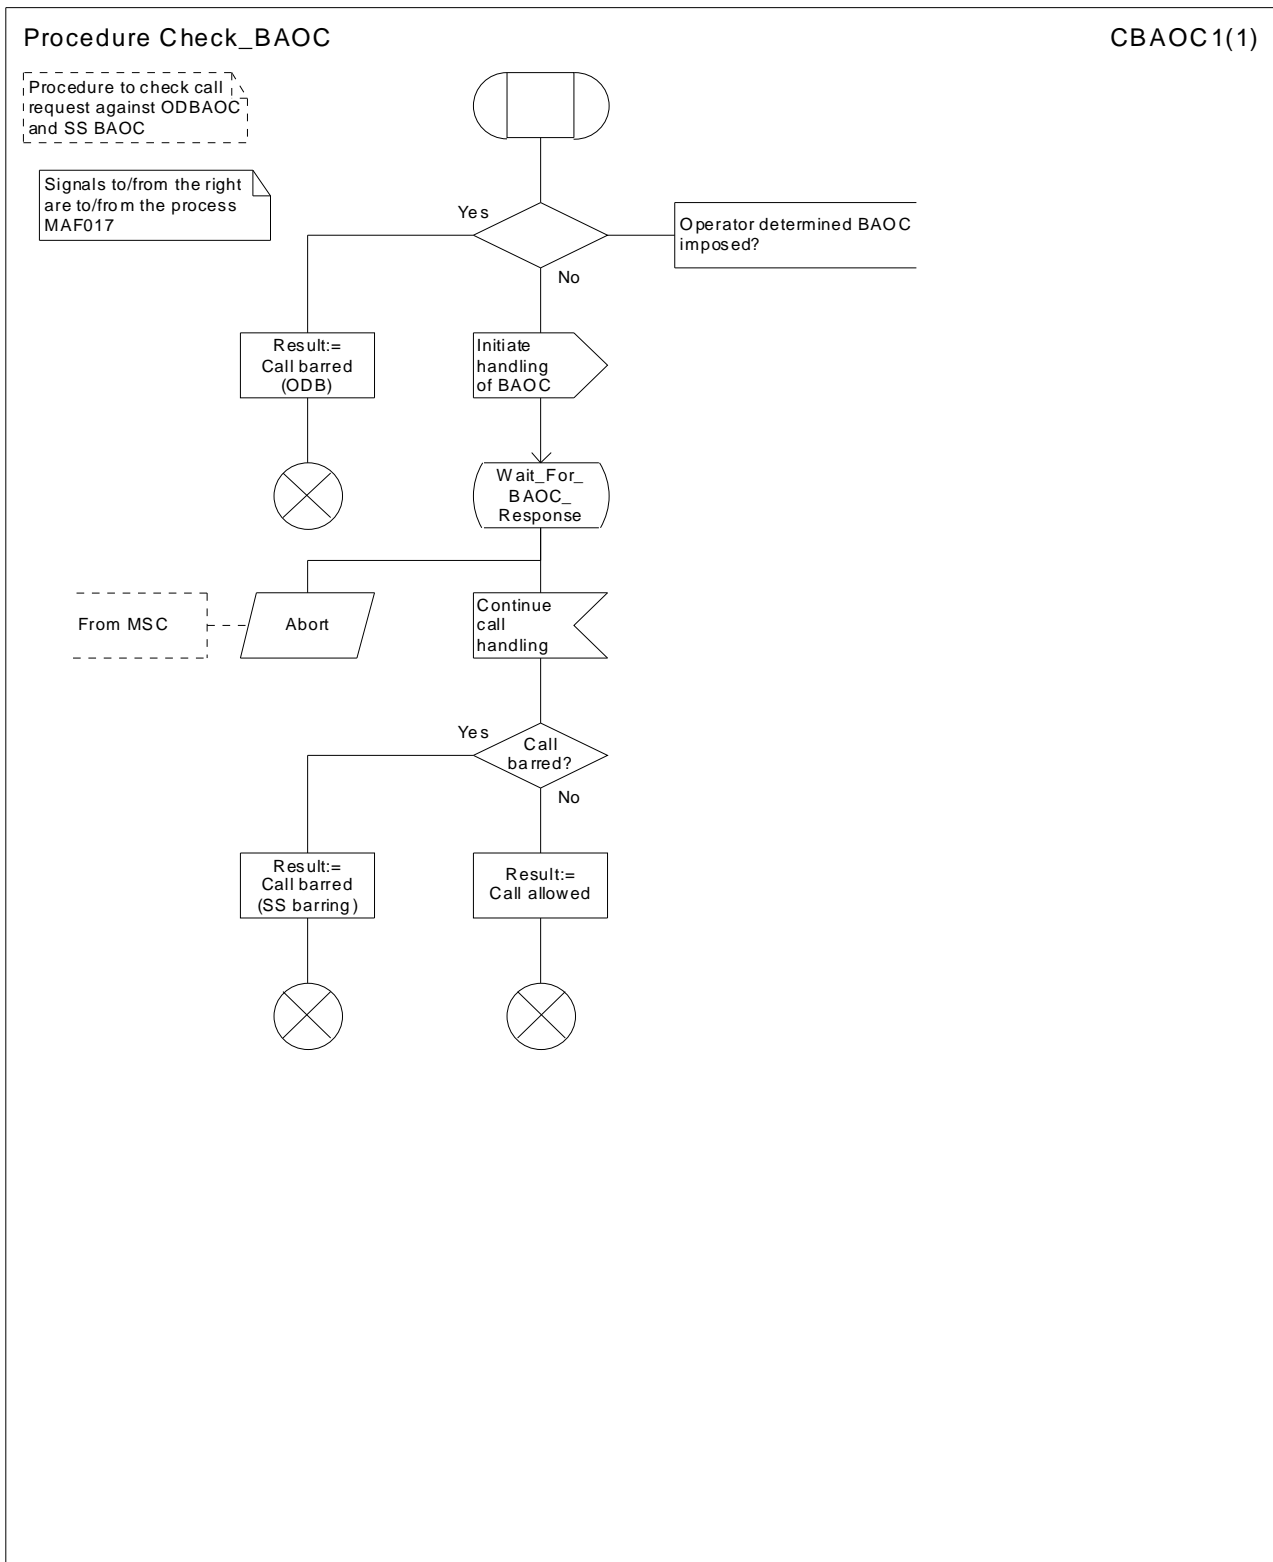 Procedure Check_BAOC
CBAOC1(1)
Procedure to check call
request against ODBAOC
and SS BAOC
Signals to/from the right
are to/from the process
MAF017
Yes
Operator determined BAOC
imposed?
No
Result:=
Call barred
(ODB)
Initiate
handling
of BAOC
Wait_For_
BAOC_
Response
From MSC
Abort
Continue
call
handling
Yes
Call
barred?
No
Result:=
Call barred
(SS barring)
Result:=
Call allowed